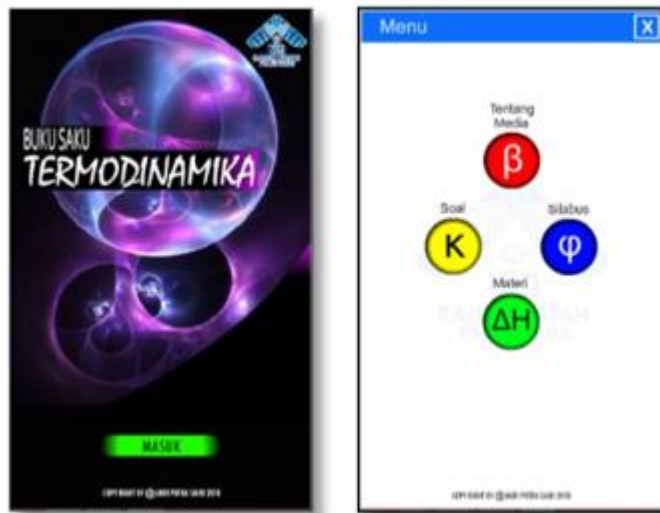 BUKU SAKU
TERMODINAMIKA
MASUK
Menu
X
Tentang
Media
β
Soal
K
Silabus
φ
Materi
ΔH